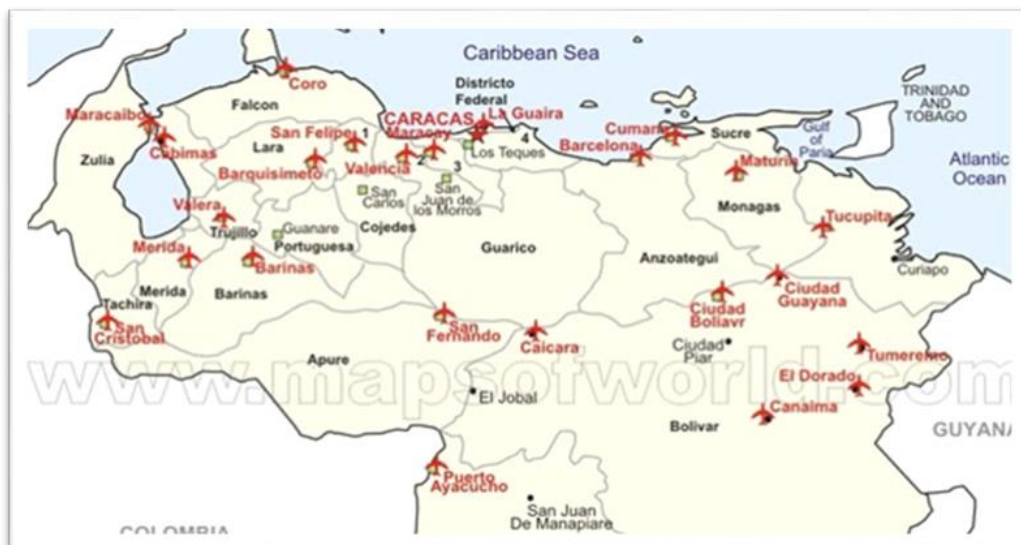 Caribbean Sea
Coro
Districto
Federal
TRINIDAD
AND
TOBAGO
Falcon
Maracaibo
CARACAS
La Guaira
Maracay
San Felipe
1
4
Cumana
Sucre
Gulf
of
Paria
Zulia
Cabimas
Lara
Valencia
2
Los Teques
Barcelona
Maturin
Atlantic
Ocean
Barquisimeto
3
San
Carlos
San
Juan de
los Morros
Monagas
Valera
Trujillo
Guanare
Portuguesa
Cojedes
Tucupita
Merida
Barinas
Guarico
Anzoategui
Curiapo
Merida
Barinas
Ciudad
Guayana
Tachira
San
Cristobal
San
Fernando
Ciudad
Boliavr
Caicara
Ciudad
Piar
Tumeremo
Apure
www.mapsofworld.com
El Dorado
El Jobal
Canaima
Bolivar
GUYANA
Puerto
Ayacucho
San Juan
De Manapiare
COLOMBIA